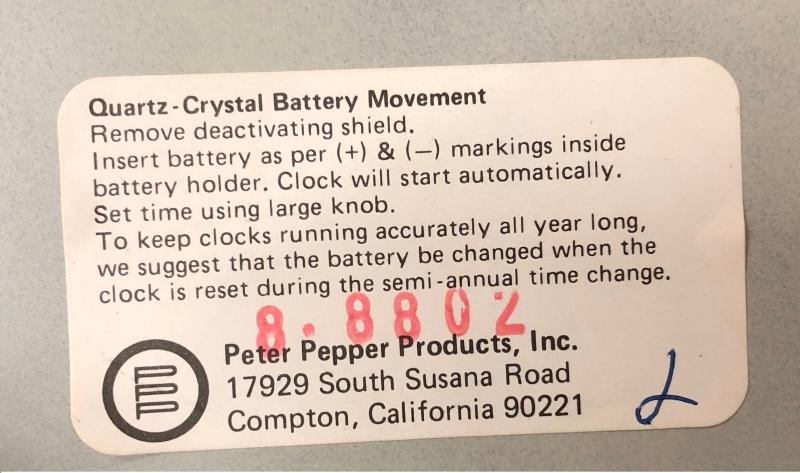 Quartz-Crystal Battery Movement
Remove deactivating shield.
Insert battery as per (+) & (−) markings inside
battery holder. Clock will start automatically.
Set time using large knob.
To keep clocks running accurately all year long,
we suggest that the battery be changed when the
clock is reset during the semi-annual time change.
8.8802
Peter Pepper Products, Inc.
17929 South Susana Road
Compton, California 90221
PPP